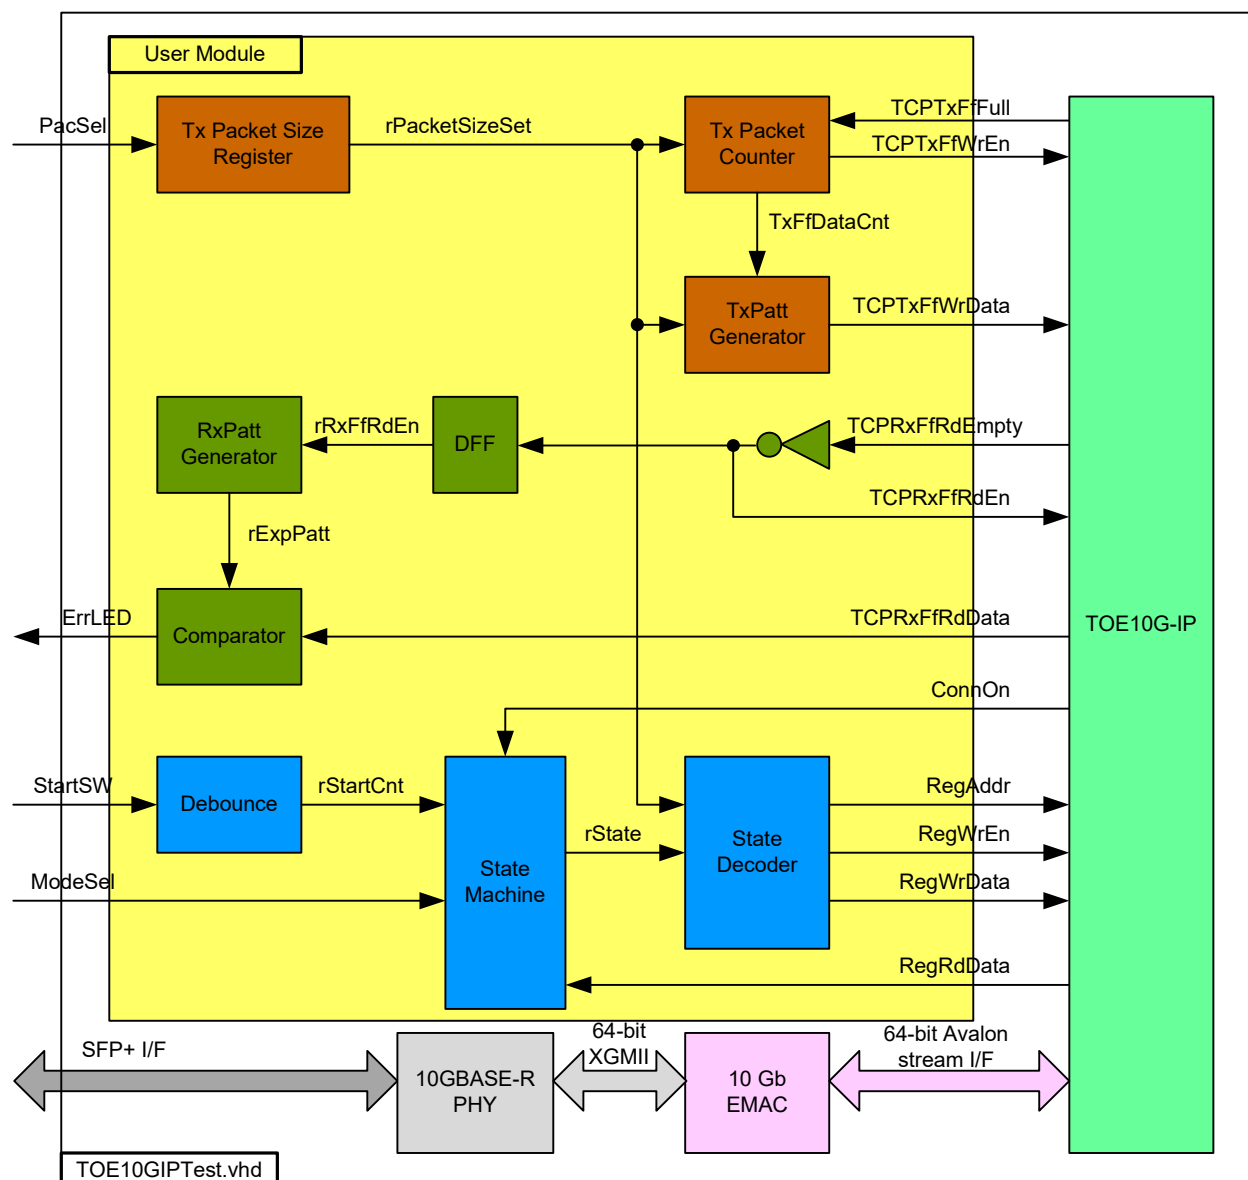 User Module
PacSel
Tx Packet Size
Register
rPacketSizeSet
Tx Packet
Counter
TCPTxFfFull
TCPTxFfWrEn
TxFfDataCnt
TxPatt
Generator
TCPTxFfWrData
RxPatt
Generator
rRxFfRdEn
DFF
TCPRxFfRdEmpty
TCPRxFfRdEn
rExpPatt
ErrLED
Comparator
TCPRxFfRdData
TOE10G-IP
ConnOn
StartSW
Debounce
rStartCnt
ModeSel
State
Machine
rState
State
Decoder
RegAddr
RegWrEn
RegWrData
RegRdData
SFP+ I/F
10GBASE-R
PHY
64-bit
XGMII
10 Gb
EMAC
64-bit Avalon
stream I/F
TOE10GIPTest.vhd